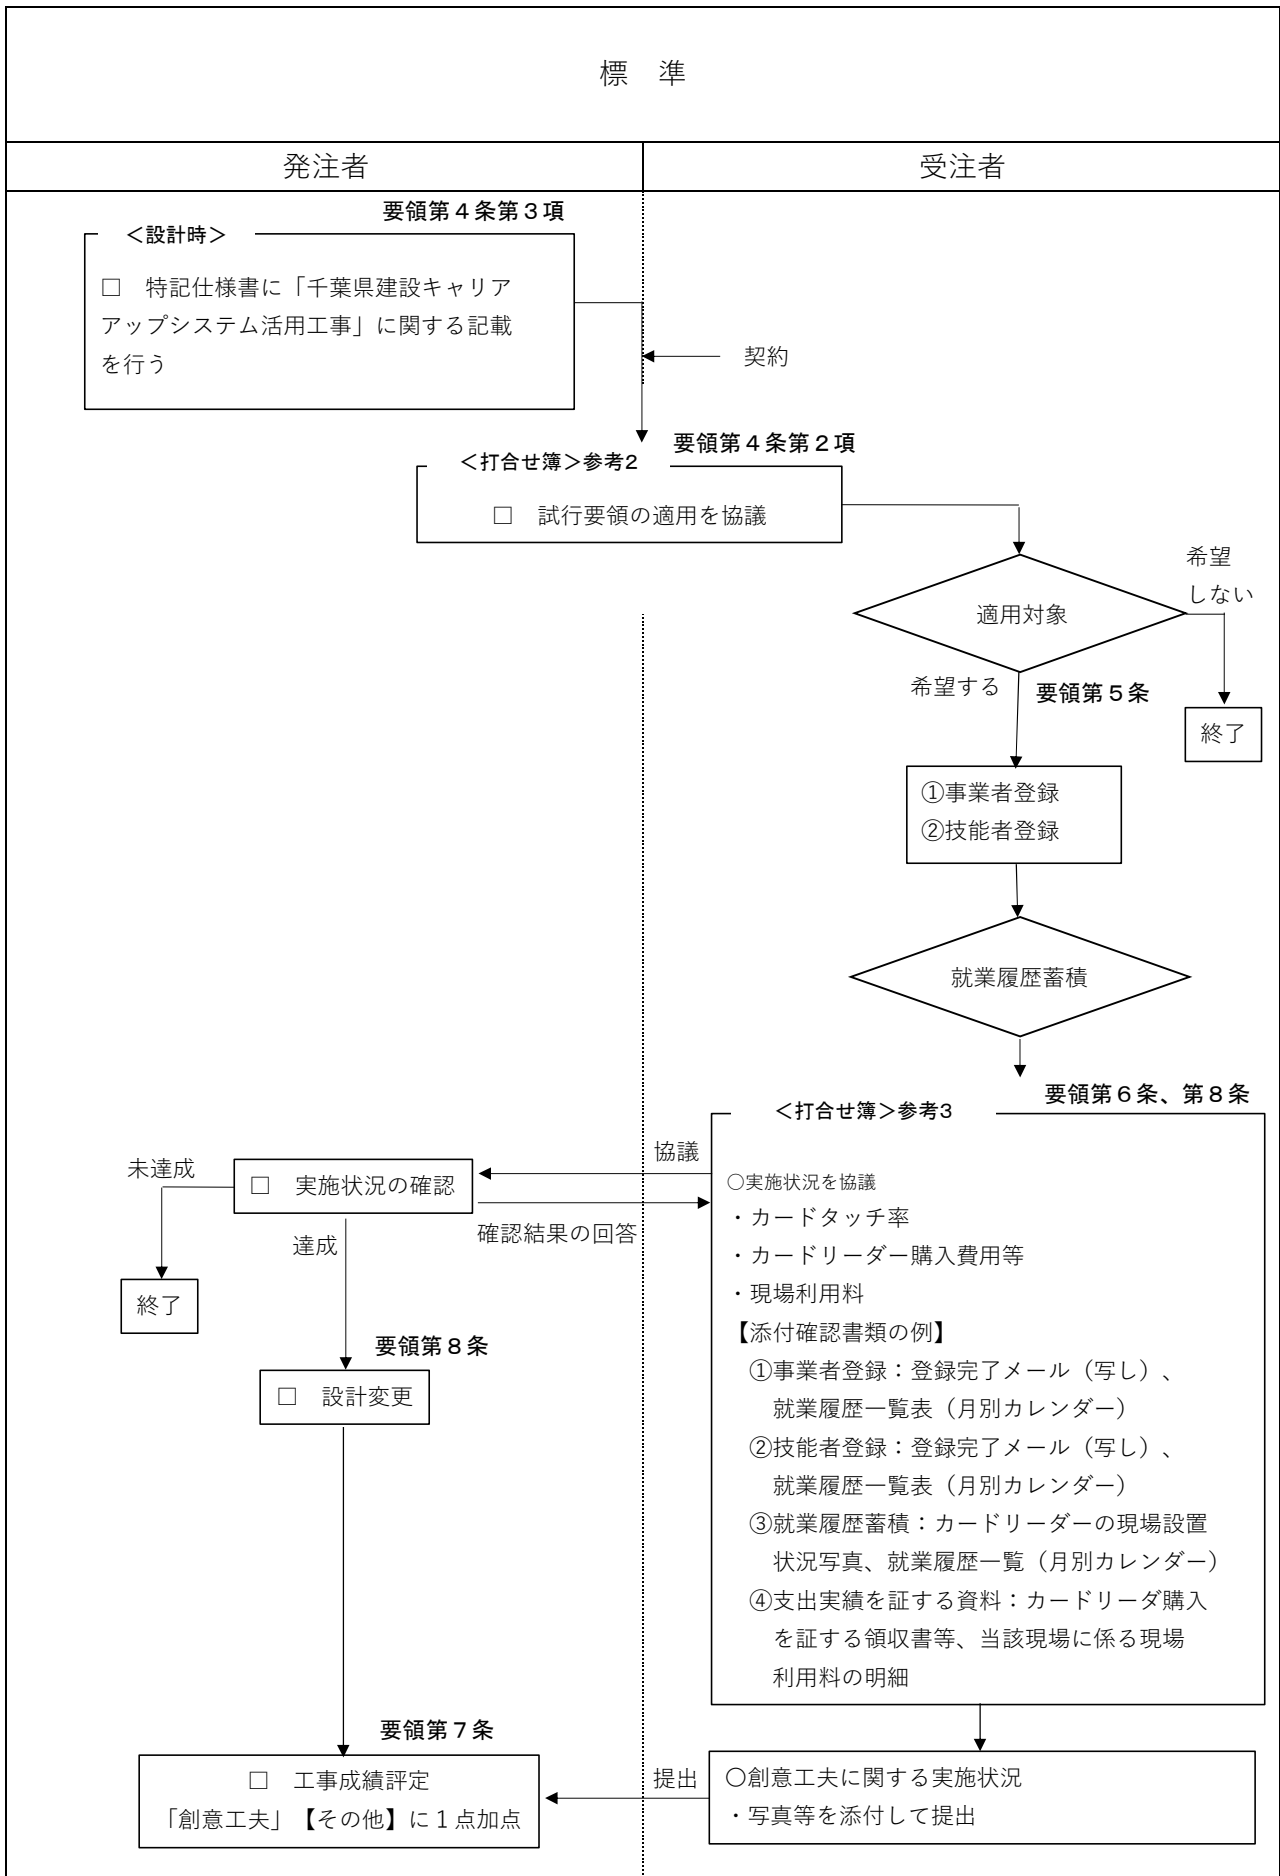 標　準
発注者
受注者
要領第４条第３項
＜設計時＞
□　特記仕様書に「千葉県建設キャリア
アップシステム活用工事」に関する記載
を行う
契約
要領第４条第２項
＜打合せ簿＞参考2
□　試行要領の適用を協議
希望
しない
適用対象
希望する
要領第５条
終了
①事業者登録
②技能者登録
就業履歴蓄積
要領第６条、第８条
＜打合せ簿＞参考3
協議
未達成
□　実施状況の確認
確認結果の回答
達成
終了
○実施状況を協議
・カードタッチ率
・カードリーダー購入費用等
・現場利用料
【添付確認書類の例】
①事業者登録：登録完了メール（写し）、
就業履歴一覧表（月別カレンダー）
②技能者登録：登録完了メール（写し）、
就業履歴一覧表（月別カレンダー）
③就業履歴蓄積：カードリーダーの現場設置
状況写真、就業履歴一覧（月別カレンダー）
④支出実績を証する資料：カードリーダ購入
を証する領収書等、当該現場に係る現場
利用料の明細
要領第８条
□　設計変更
要領第７条
□　工事成績評定
「創意工夫」【その他】に１点加点
提出
〇創意工夫に関する実施状況
・写真等を添付して提出